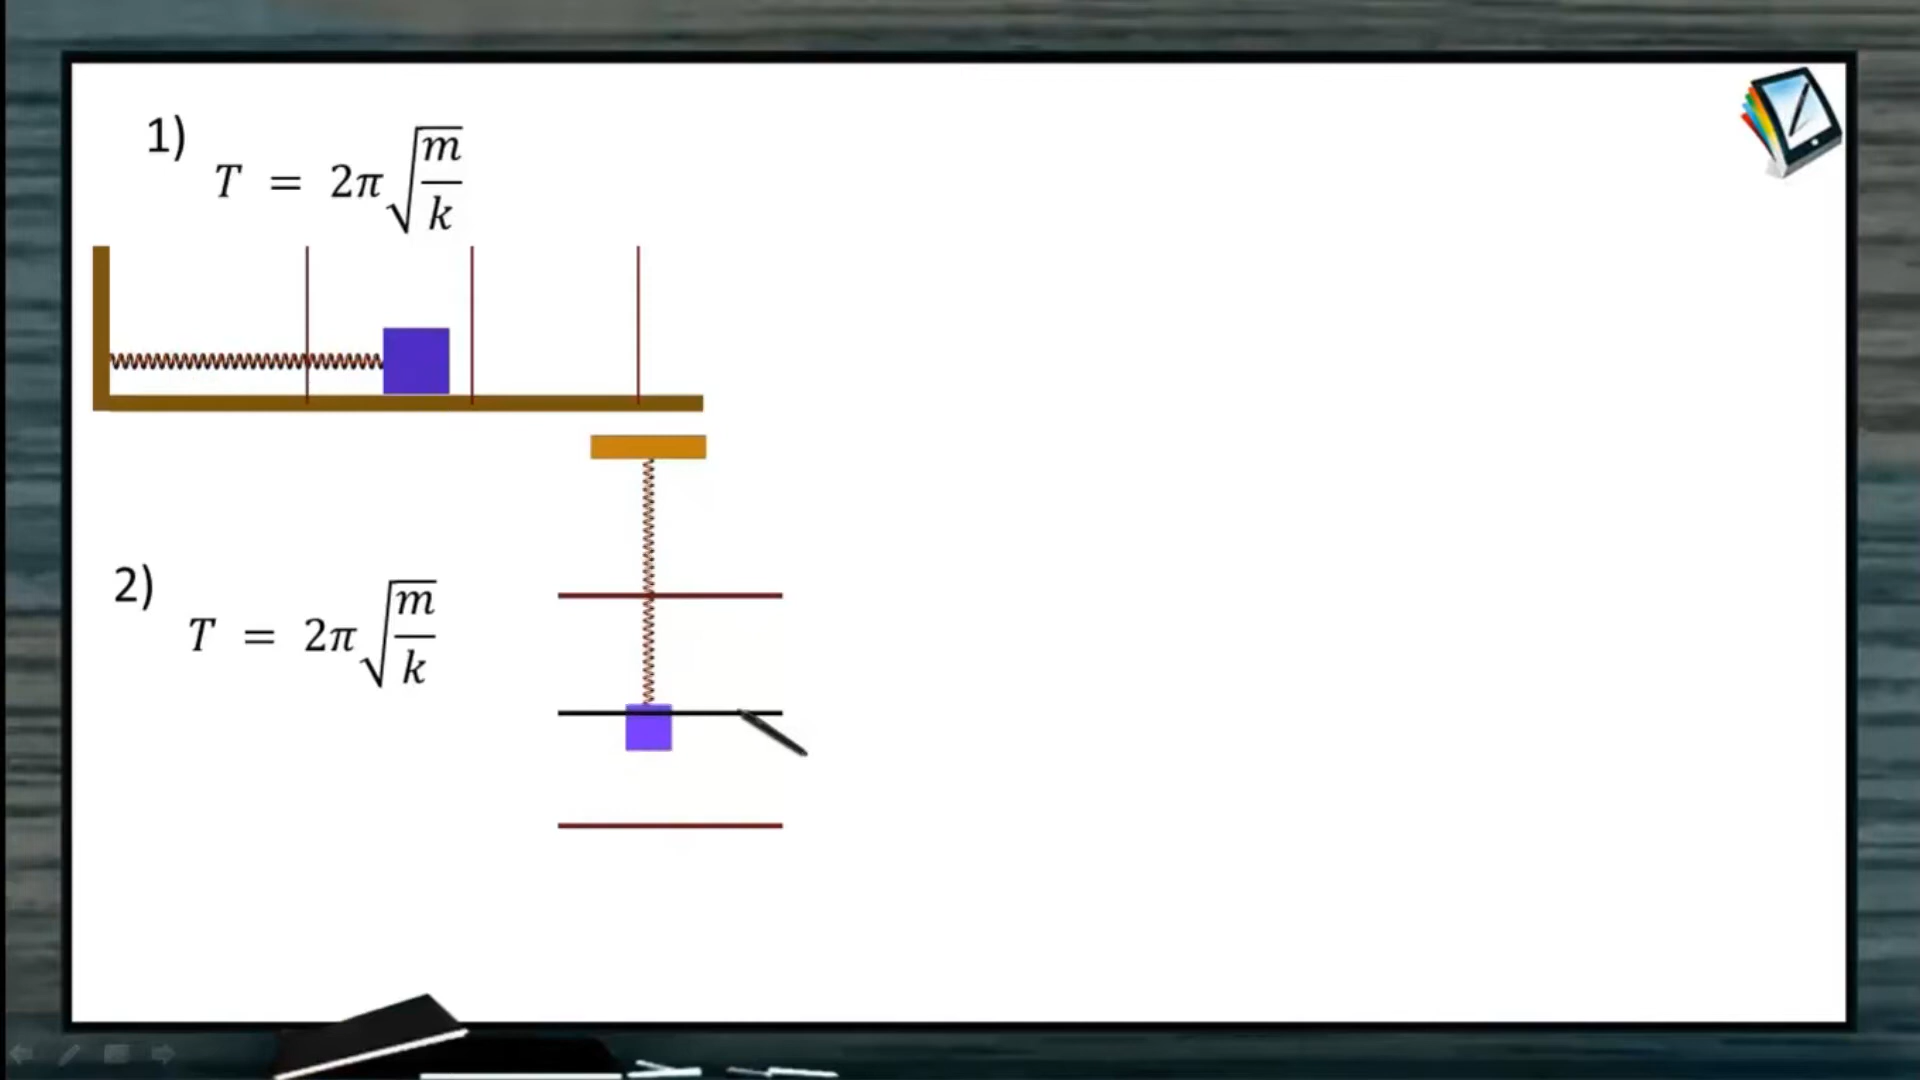 1)
T = 2π√(m/k)
2)
T = 2π√(m/k)